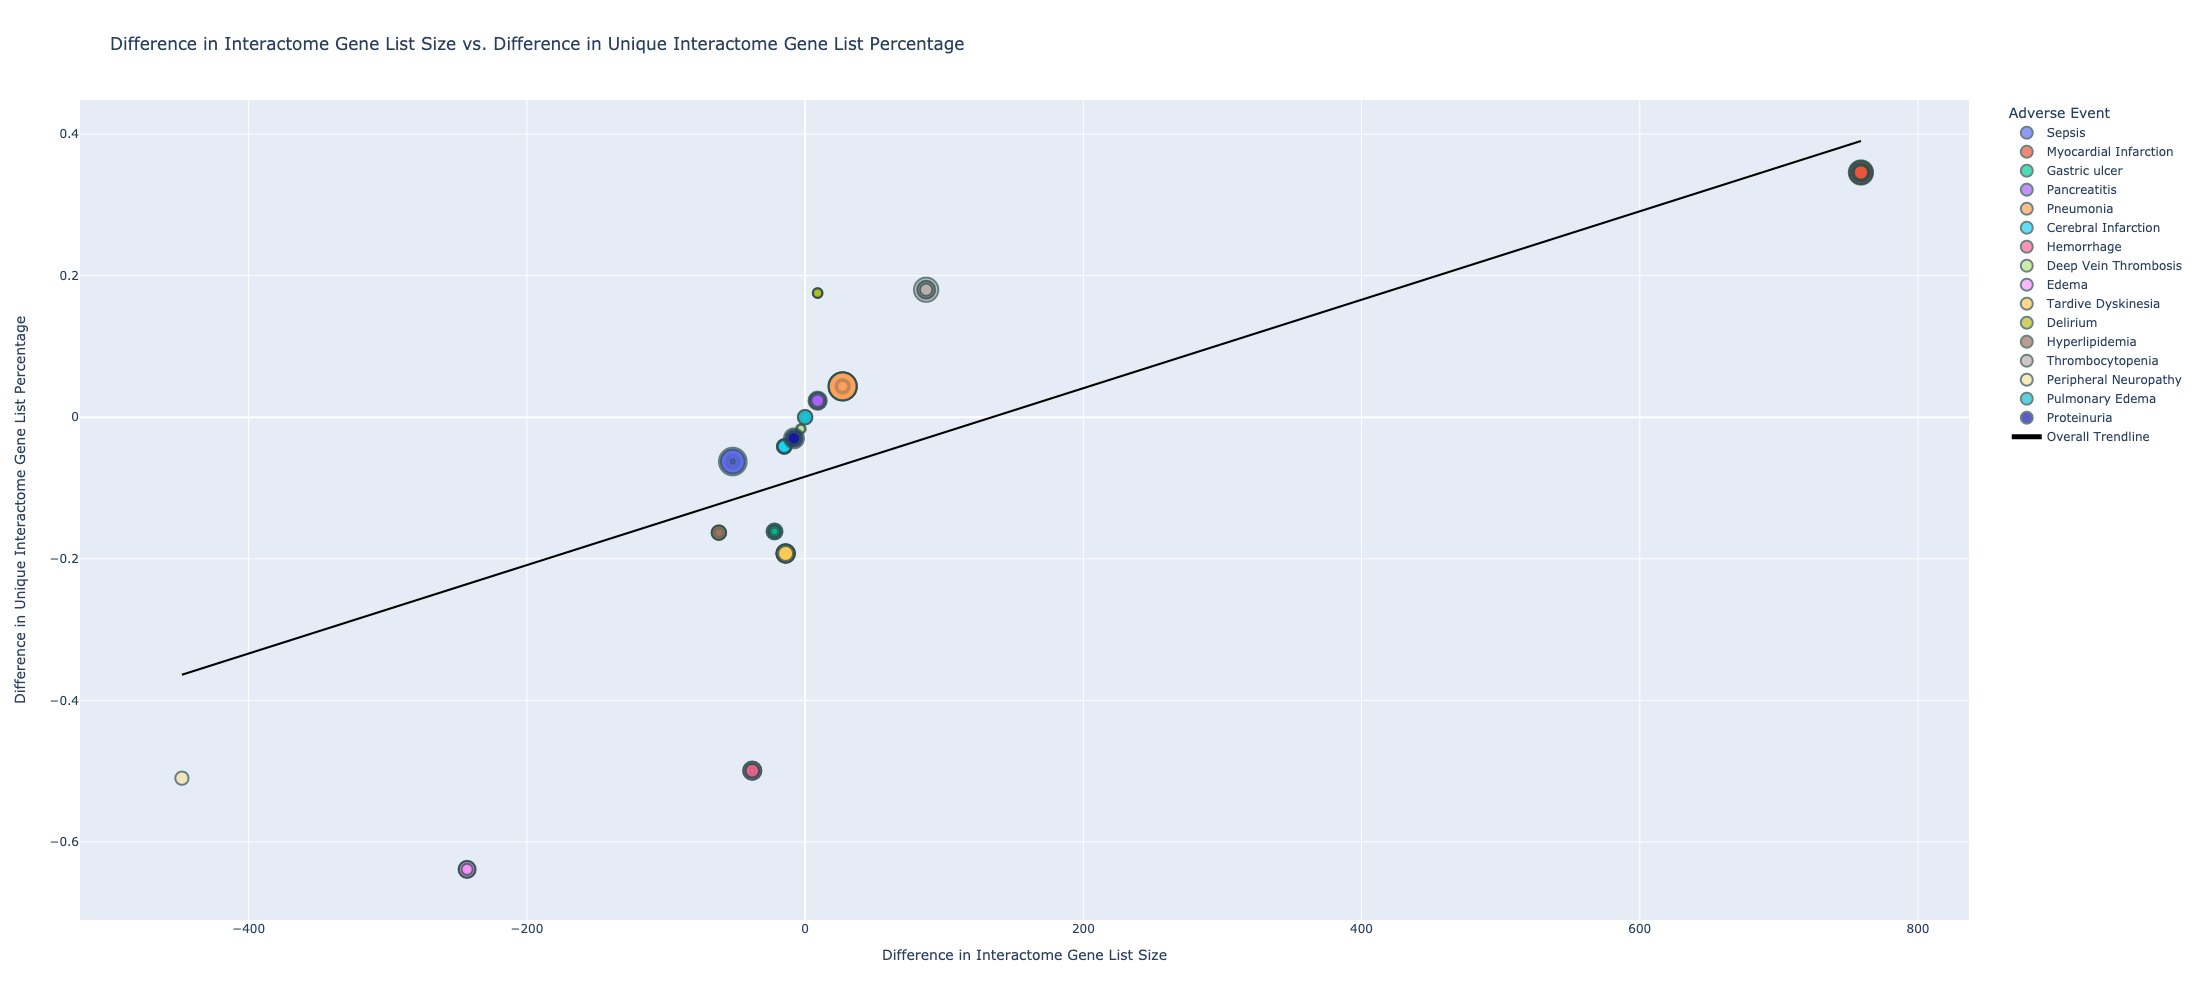 Difference in Interactome Gene List Size vs. Difference in Unique Interactome Gene List Percentage
Difference in Unique Interactome Gene List Percentage
0.4
0.2
0
−0.2
−0.4
−0.6
−400
−200
0
200
400
600
800
Difference in Interactome Gene List Size
Adverse Event
Sepsis
Myocardial Infarction
Gastric ulcer
Pancreatitis
Pneumonia
Cerebral Infarction
Hemorrhage
Deep Vein Thrombosis
Edema
Tardive Dyskinesia
Delirium
Hyperlipidemia
Thrombocytopenia
Peripheral Neuropathy
Pulmonary Edema
Proteinuria
Overall Trendline